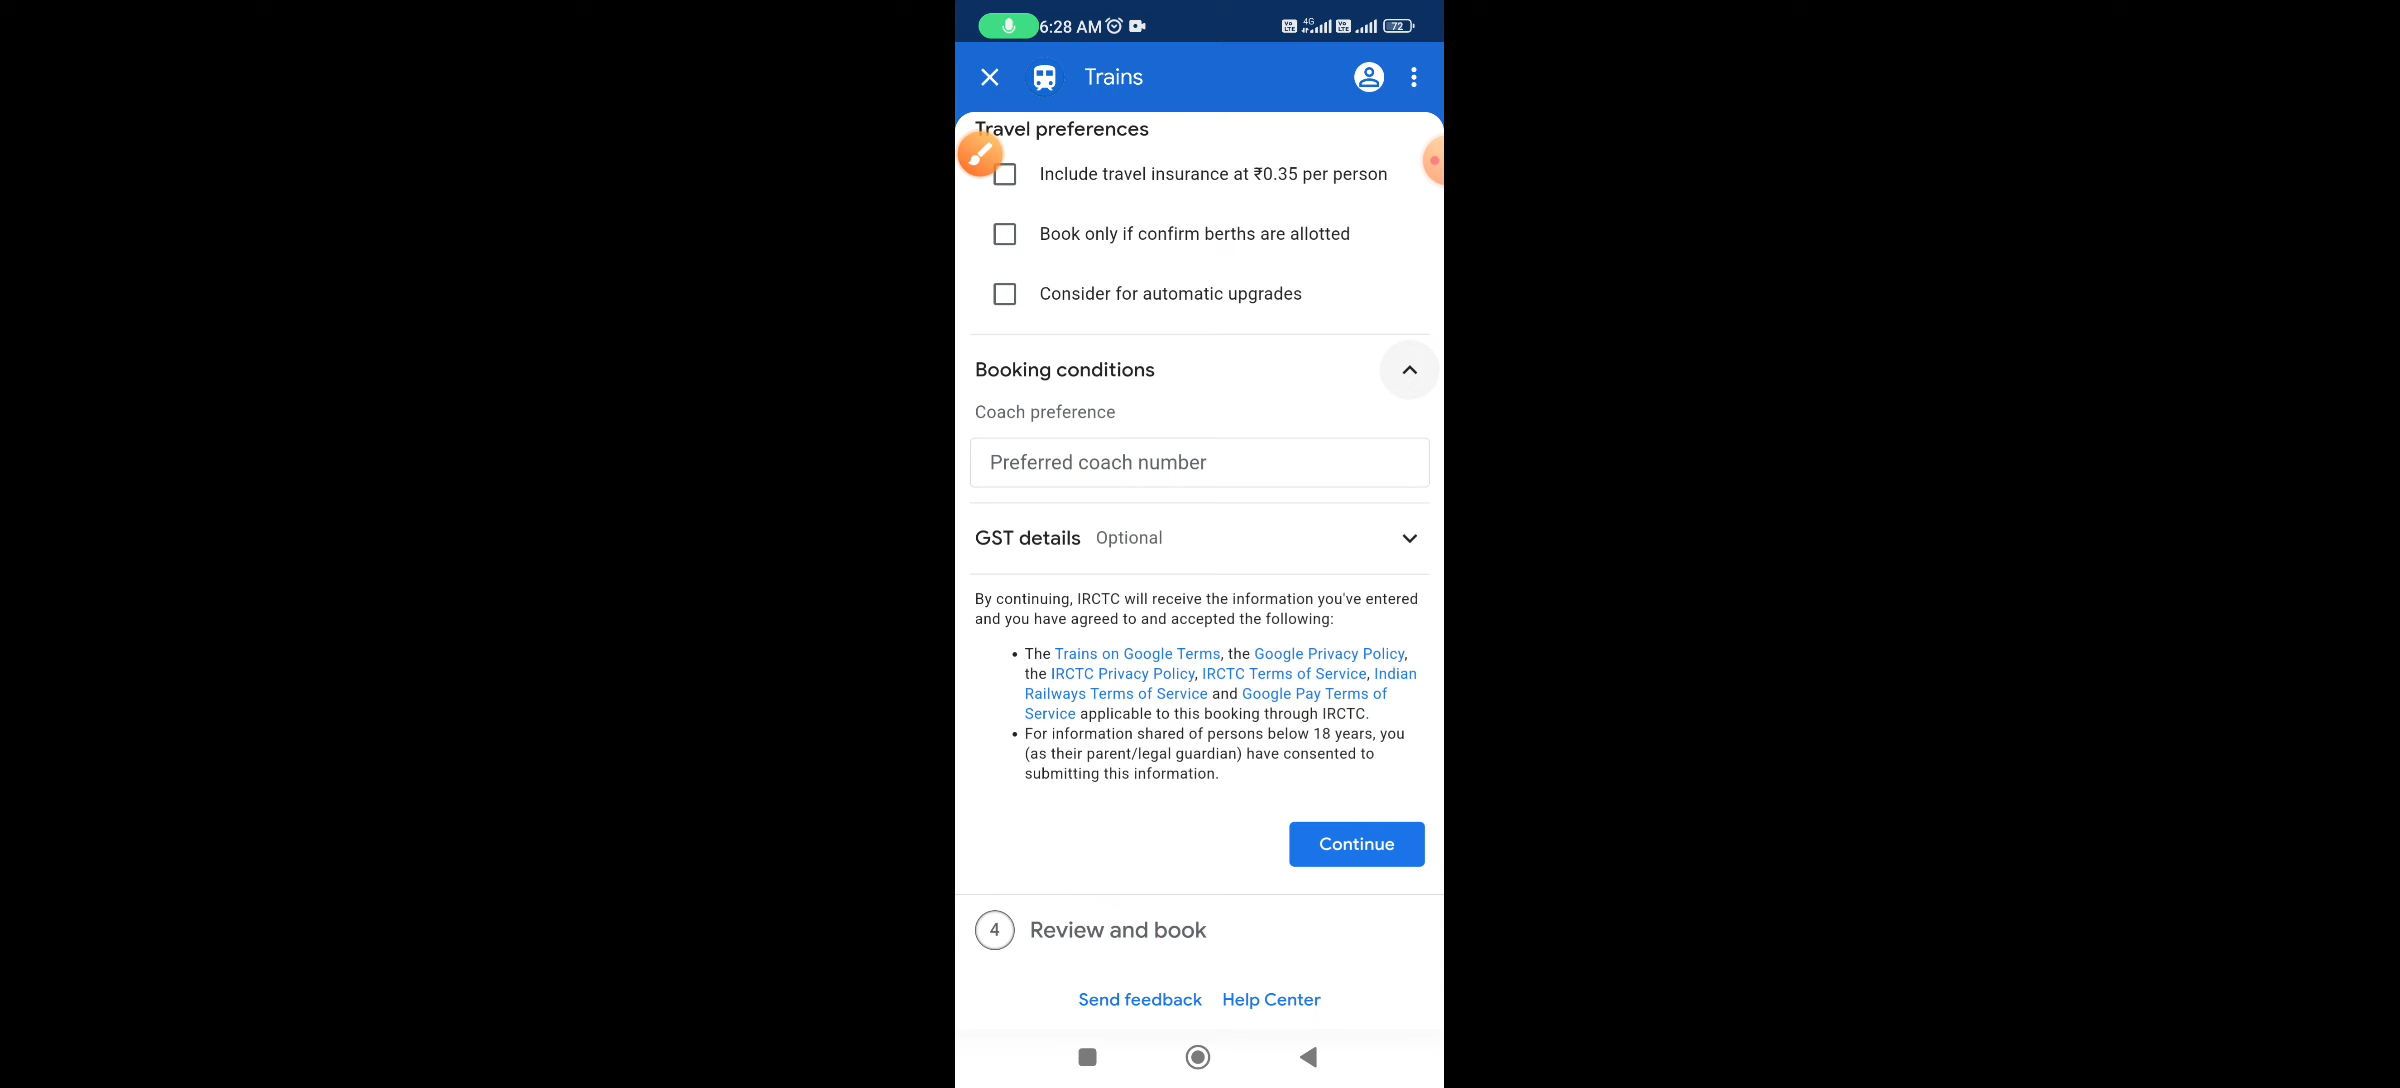 6:28 AM 4G 72
Trains
Travel preferences
Include travel insurance at ₹0.35 per person
Book only if confirm berths are allotted
Consider for automatic upgrades
Booking conditions
Coach preference
Preferred coach number
GST details Optional
By continuing, IRCTC will receive the information you've entered
and you have agreed to and accepted the following:
• The Trains on Google Terms, the Google Privacy Policy,
the IRCTC Privacy Policy, IRCTC Terms of Service, Indian
Railways Terms of Service and Google Pay Terms of
Service applicable to this booking through IRCTC.
• For information shared of persons below 18 years, you
(as their parent/legal guardian) have consented to
submitting this information.
Continue
4 Review and book
Send feedback Help Center